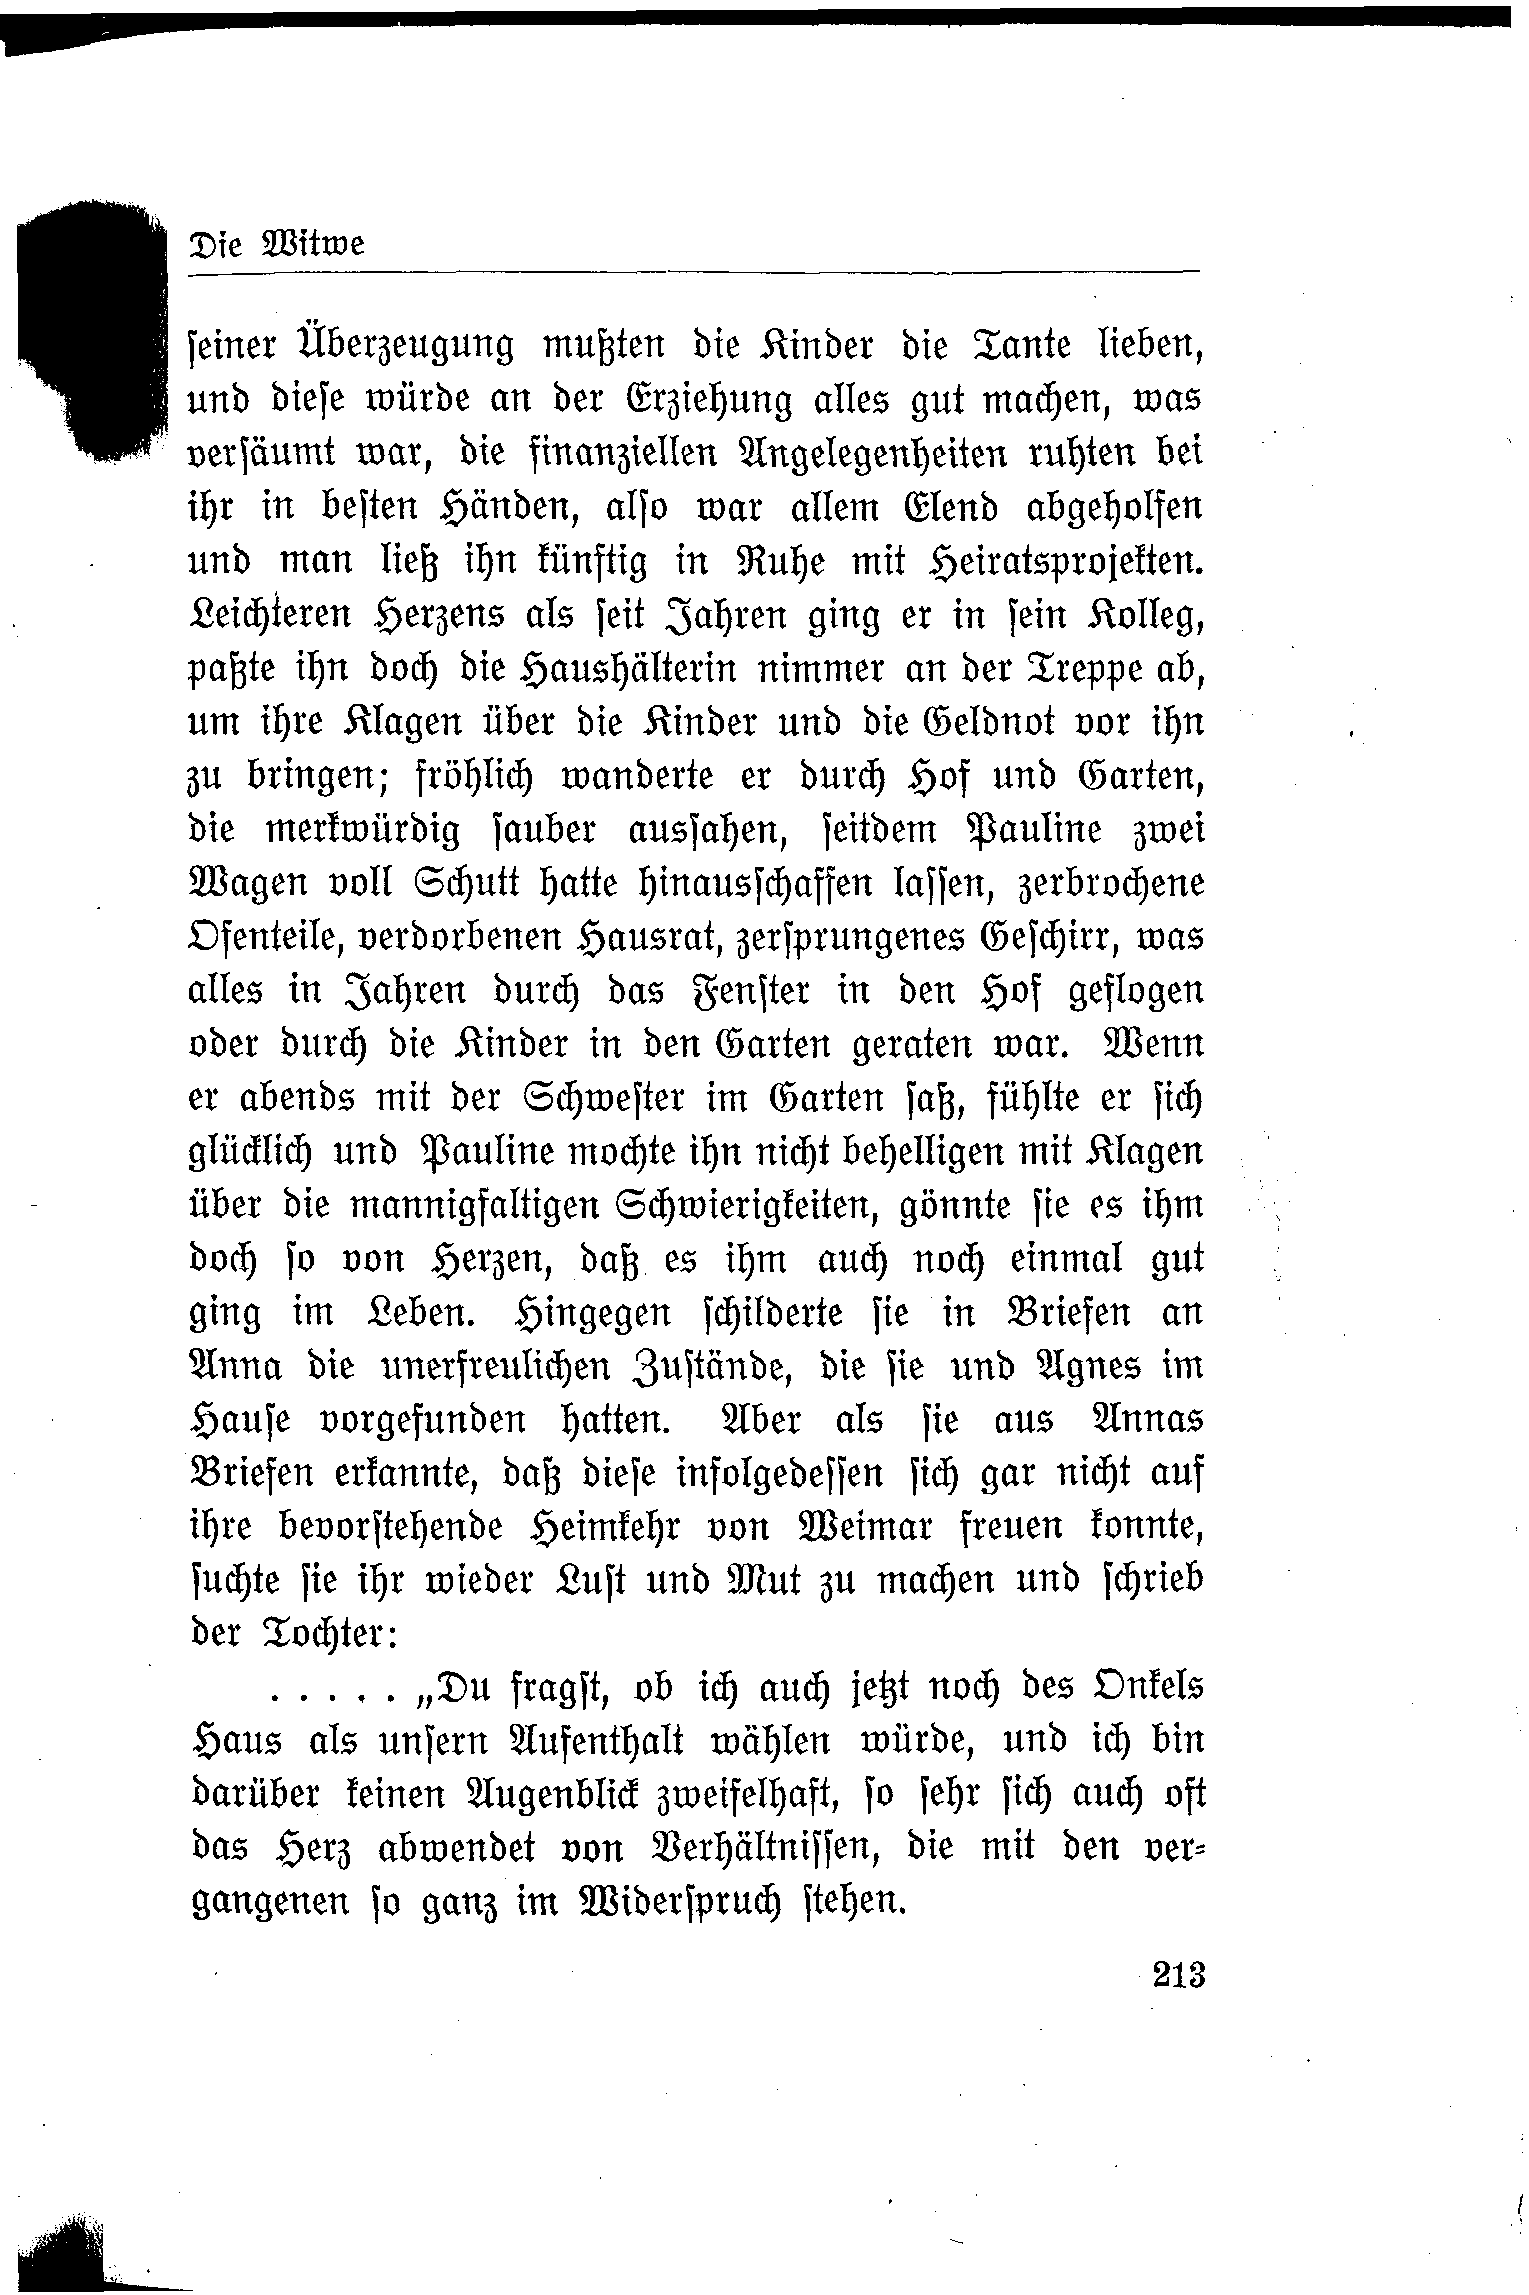 Die Witwe
seiner Überzeugung mußten die Kinder die Tante lieben,
und diese würde an der Erziehung alles gut machen, was
versäumt war, die finanziellen Angelegenheiten ruhten bei
ihr in besten Händen, also war allem Elend abgeholfen
und man ließ ihn künftig in Ruhe mit Heiratsprojekten.
Leichteren Herzens als seit Jahren ging er in sein Kolleg,
paßte ihn doch die Haushälterin nimmer an der Treppe ab,
um ihre Klagen über die Kinder und die Geldnot vor ihn
zu bringen; fröhlich wanderte er durch Hof und Garten,
die merkwürdig sauber aussahen, seitdem Pauline zwei
Wagen voll Schutt hatte hinausschaffen lassen, zerbrochene
Ofenteile, verdorbenen Hausrat, zersprungenes Geschirr, was
alles in Jahren durch das Fenster in den Hof geflogen
oder durch die Kinder in den Garten geraten war. Wenn
er abends mit der Schwester im Garten saß, fühlte er sich
glücklich und Pauline mochte ihn nicht behelligen mit Klagen
über die mannigfaltigen Schwierigkeiten, gönnte sie es ihm
doch so von Herzen, daß es ihm auch noch einmal gut
ging im Leben. Hingegen schilderte sie in Briefen an
Anna die unerfreulichen Zustände, die sie und Agnes im
Hause vorgefunden hatten. Aber als sie aus Annas
Briefen erkannte, daß diese infolgedessen sich gar nicht auf
ihre bevorstehende Heimkehr von Weimar freuen konnte,
suchte sie ihr wieder Lust und Mut zu machen und schrieb
der Tochter:
. . . . . „Du fragst, ob ich auch jetzt noch des Onkels
Haus als unsern Aufenthalt wählen würde, und ich bin
darüber keinen Augenblick zweifelhaft, so sehr sich auch oft
das Herz abwendet von Verhältnissen, die mit den ver-
gangenen so ganz im Widerspruch stehen.
213